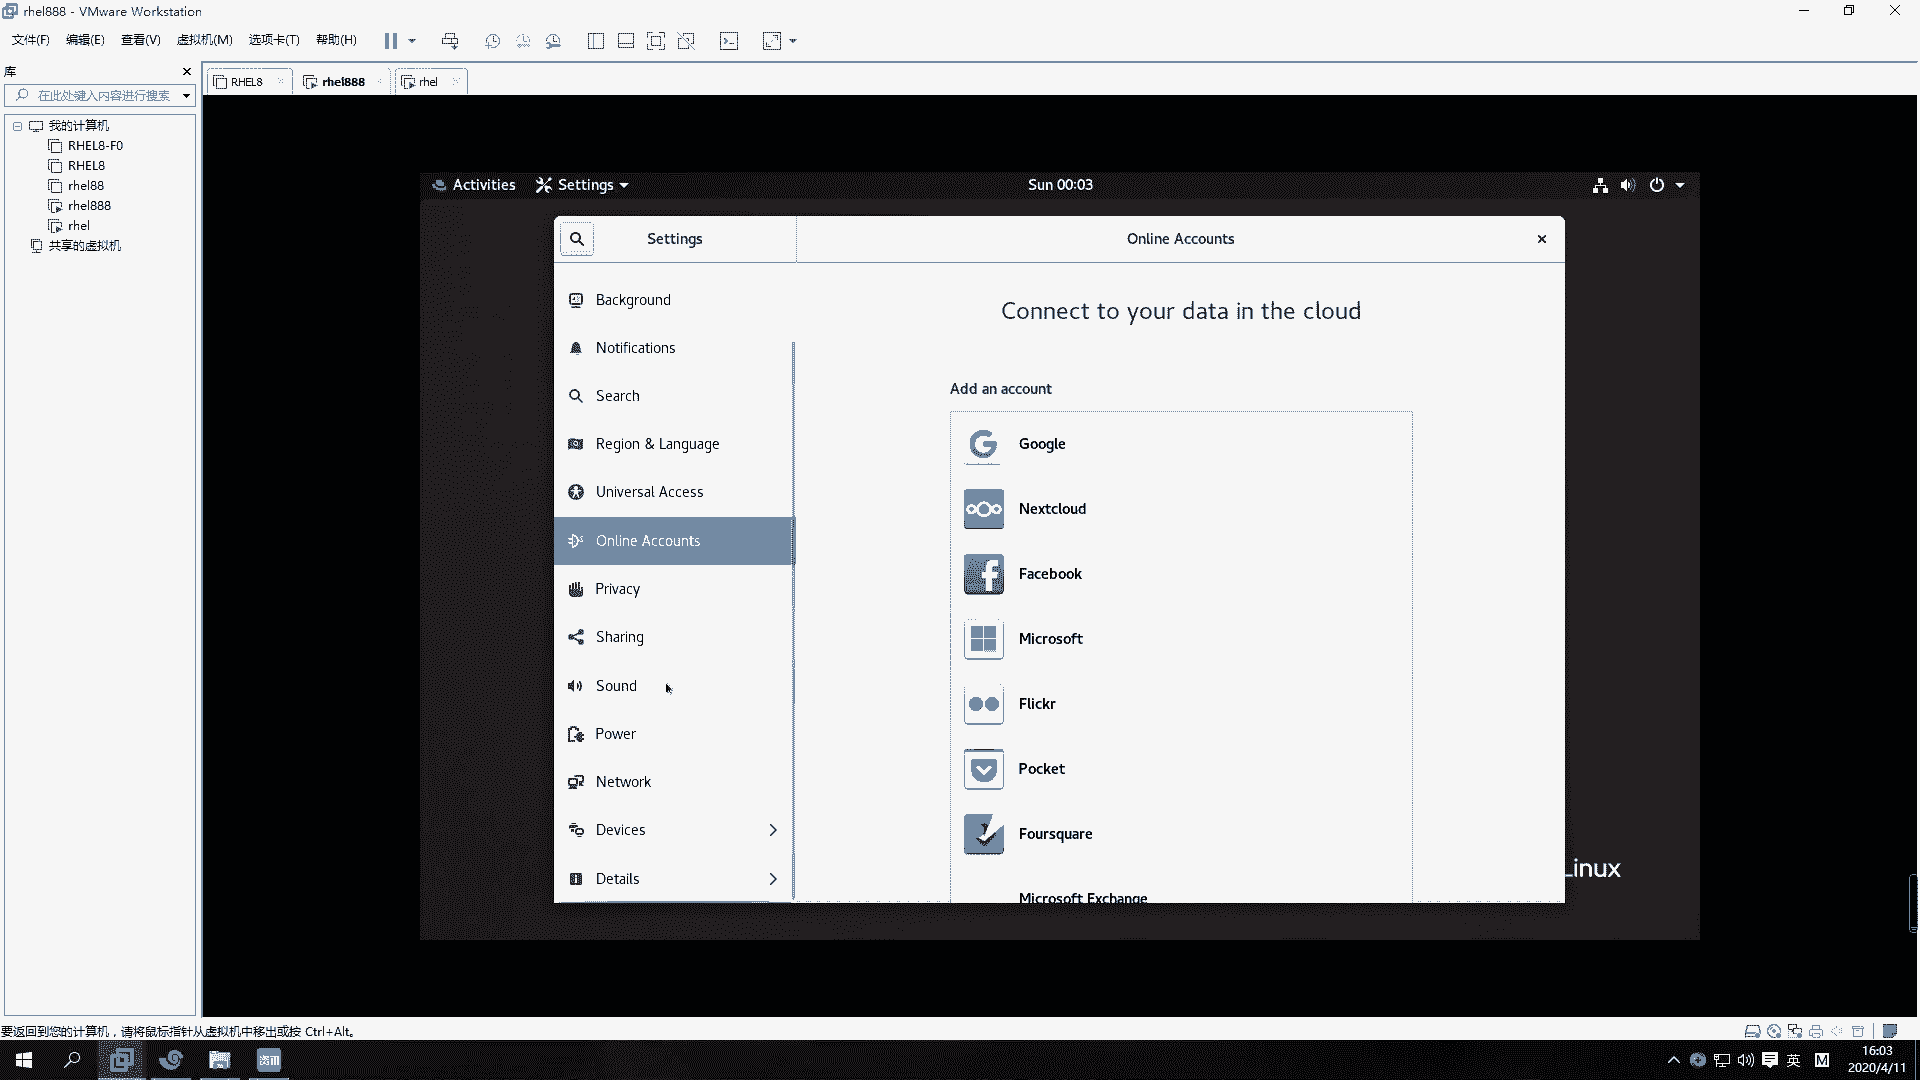 rhel888 - VMware Workstation
文件(F) 编辑(E) 查看(V) 虚拟机(M) 选项卡(T) 帮助(H)
库
在此处键入内容进行搜索
我的计算机
RHEL8-F0
RHEL8
rhel88
rhel888
rhel
共享的虚拟机
RHEL8 rhel888 rhel
Activities Settings Sun 00:03
Settings Online Accounts
Background
Notifications
Search
Region & Language
Universal Access
Online Accounts
Privacy
Sharing
Sound
Power
Network
Devices
Details
Connect to your data in the cloud
Add an account
Google
Nextcloud
Facebook
Microsoft
Flickr
Pocket
Foursquare
Microsoft Exchange
Linux
要返回到您的计算机，请将鼠标指针从虚拟机中移出或按 Ctrl+Alt。
资讯
英 M
16:03
2020/4/11